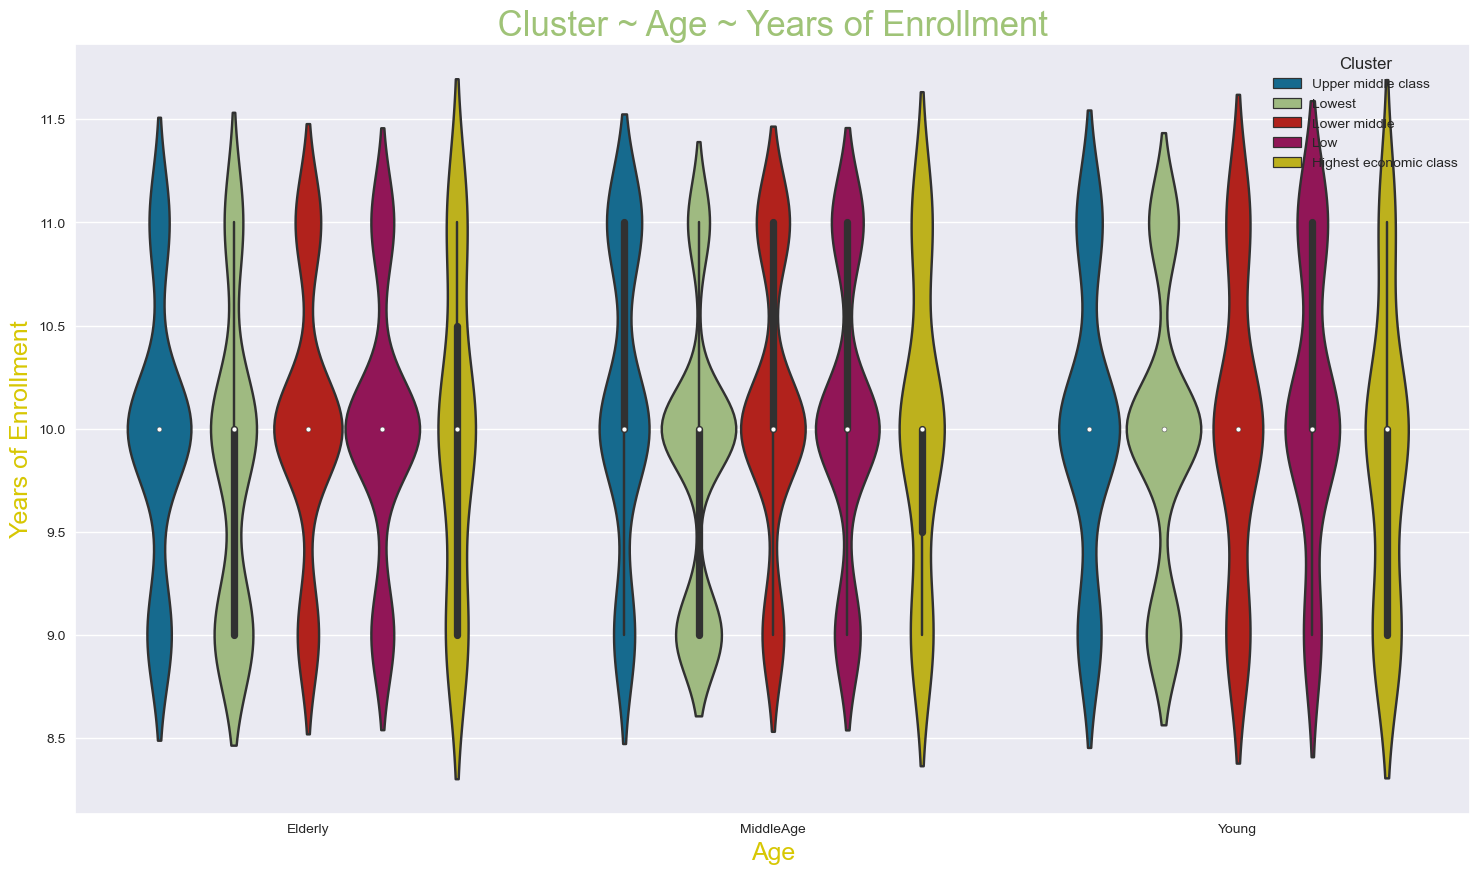 Cluster ~ Age ~ Years of Enrollment
Cluster
Upper middle class
Lowest
Lower middle
Low
Highest economic class
Years of Enrollment
11.5
11.0
10.5
10.0
9.5
9.0
8.5
Elderly
MiddleAge
Young
Age